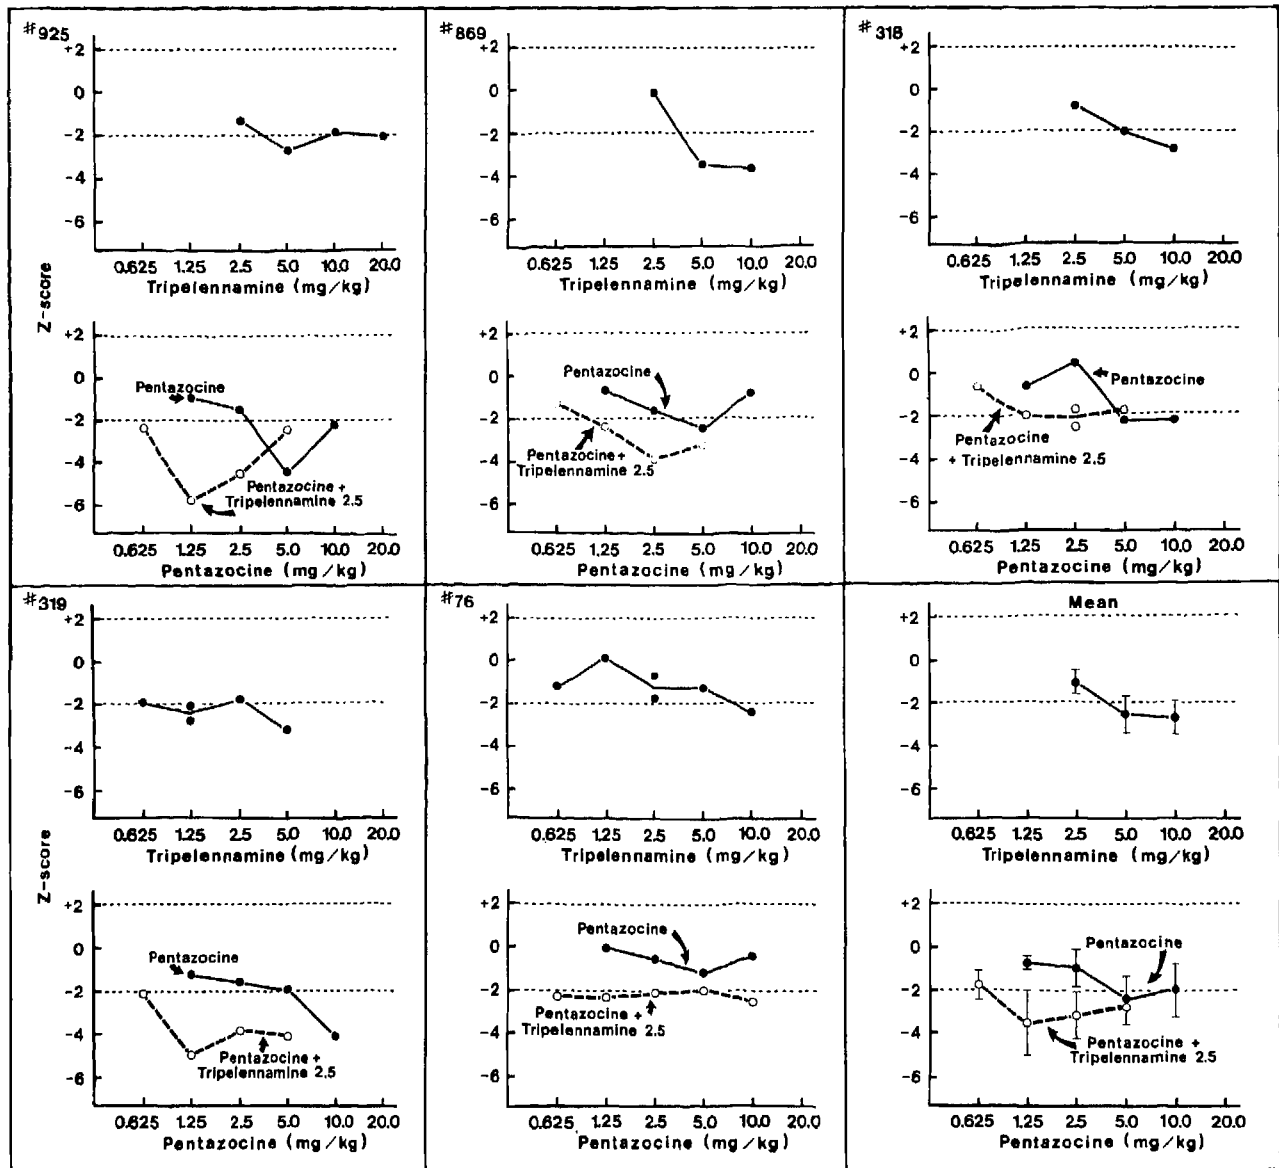 #925
+2
0
-2
-4
-6
0.625 1.25 2.5 5.0 10.0 20.0
Tripelennamine (mg/kg)
Z-score
+2
0
-2
-4
-6
Pentazocine
Pentazocine +
Tripelennamine 2.5
0.625 1.25 2.5 5.0 10.0 20.0
Pentazocine (mg/kg)
#869
+2
0
-2
-4
-6
0.625 1.25 2.5 5.0 10.0 20.0
Tripelennamine (mg/kg)
+2
0
-2
-4
-6
Pentazocine
Pentazocine+
Tripelennamine 2.5
0.625 1.25 2.5 5.0 10.0 20.0
Pentazocine (mg/kg)
#318
+2
0
-2
-4
-6
0.625 1.25 2.5 5.0 10.0 20.0
Tripelennamine (mg/kg)
+2
0
-2
-4
-6
Pentazocine
Pentazocine
+ Tripelennamine 2.5
0.625 1.25 2.5 5.0 10.0 20.0
Pentazocine (mg/kg)
#319
+2
0
-2
-4
-6
0.625 1.25 2.5 5.0 10.0 20.0
Tripelennamine (mg/kg)
Z-score
+2
0
-2
-4
-6
Pentazocine
Pentazocine+
Tripelennamine 2.5
0.625 1.25 2.5 5.0 10.0 20.0
Pentazocine (mg/kg)
#76
+2
0
-2
-4
-6
0.625 1.25 2.5 5.0 10.0 20.0
Tripelennamine (mg/kg)
+2
0
-2
-4
-6
Pentazocine
Pentazocine +
Tripelennamine 2.5
0.625 1.25 2.5 5.0 10.0 20.0
Pentazocine (mg/kg)
Mean
+2
0
-2
-4
-6
0.625 1.25 2.5 5.0 10.0 20.0
Tripelennamine (mg/kg)
+2
0
-2
-4
-6
Pentazocine
Pentazocine +
Tripelennamine 2.5
0.625 1.25 2.5 5.0 10.0 20.0
Pentazocine (mg/kg)